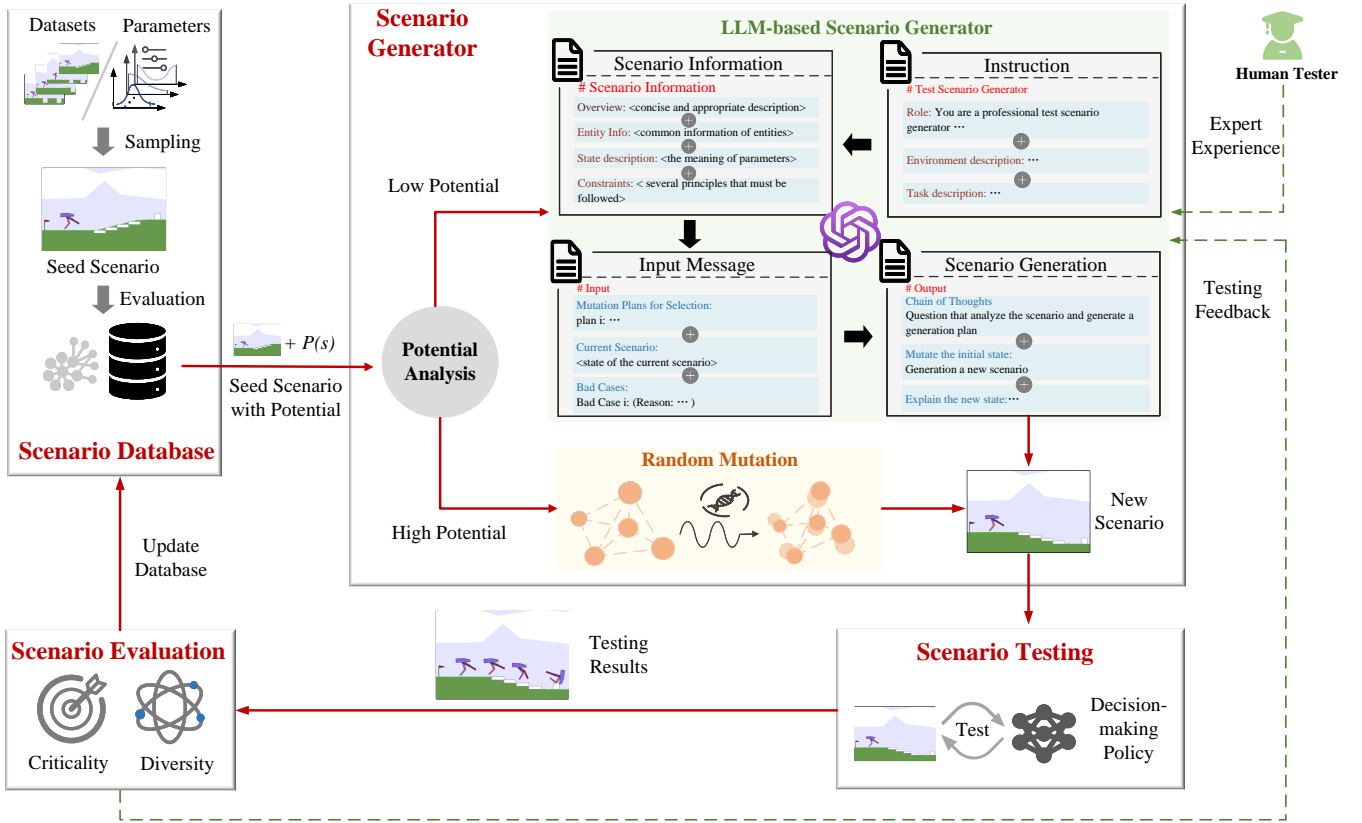 Datasets
Parameters
Sampling
Seed Scenario
Evaluation
Scenario Database
+ P(s)
Seed Scenario
with Potential
Scenario
Generator
Low Potential
Potential
Analysis
High Potential
LLM-based Scenario Generator
Scenario Information
# Scenario Information
Overview: <concise and appropriate description>
+
Entity Info: <common information of entities>
+
State description: <the meaning of parameters>
+
Constraints: < several principles that must be
followed>
Instruction
# Test Scenario Generator
Role: You are a professional test scenario
generator ···
+
Environment description: ···
+
Task description: ···
Input Message
# Input
Mutation Plans for Selection:
plan i: ···
+
Current Scenario:
<state of the current scenario>
+
Bad Cases:
Bad Case i: (Reason: ··· )
Scenario Generation
# Output
Chain of Thoughts
Question that analyze the scenario and generate a
generation plan
+
Mutate the initial state:
Generation a new scenario
+
Explain the new state:···
Random Mutation
New
Scenario
Human Tester
Expert
Experience
Testing
Feedback
Update
Database
Scenario Evaluation
Criticality
Diversity
Testing
Results
Scenario Testing
Test
Decision-
making
Policy